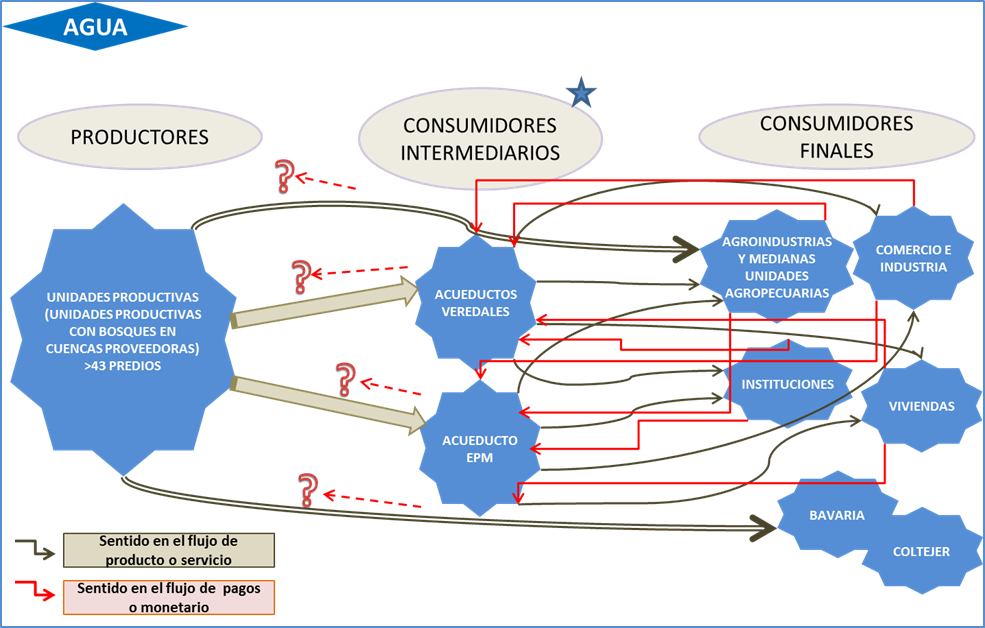 AGUA
PRODUCTORES
CONSUMIDORES
INTERMEDIARIOS
CONSUMIDORES
FINALES
?
?
?
?
UNIDADES PRODUCTIVAS
(UNIDADES PRODUCTIVAS
CON BOSQUES EN
CUENCAS PROVEEDORAS)
>43 PREDIOS
ACUEDUCTOS
VEREDALES
ACUEDUCTO
EPM
AGROINDUSTRIAS
Y MEDIANAS
UNIDADES
AGROPECUARIAS
COMERCIO E
INDUSTRIA
INSTITUCIONES
VIVIENDAS
BAVARIA
COLTEJER
Sentido en el flujo de
producto o servicio
Sentido en el flujo de pagos
o monetario